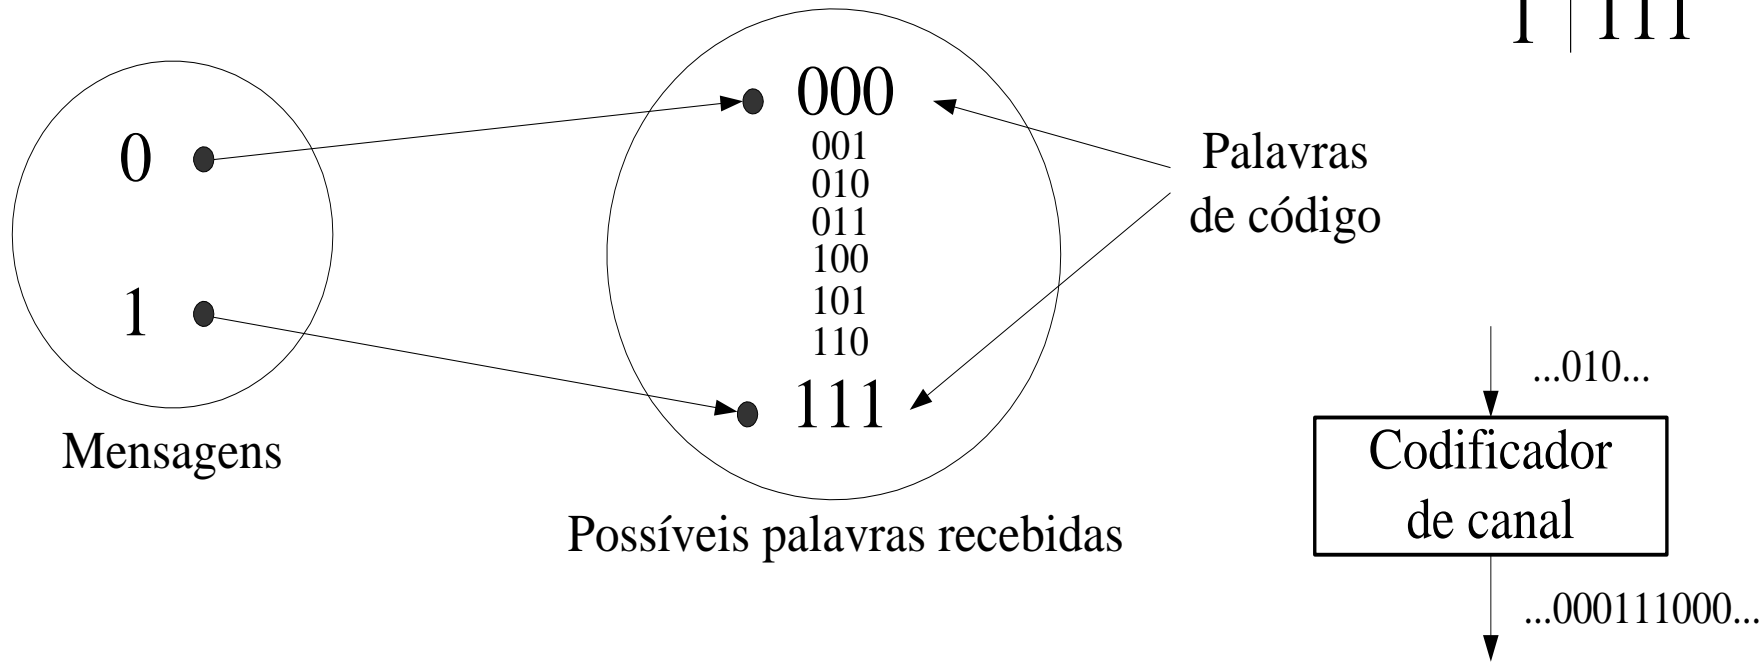 1 | 111
0
1
Mensagens
000
001
010
011
100
101
110
111
Possíveis palavras recebidas
Palavras
de código
...010...
Codificador
de canal
...000111000...